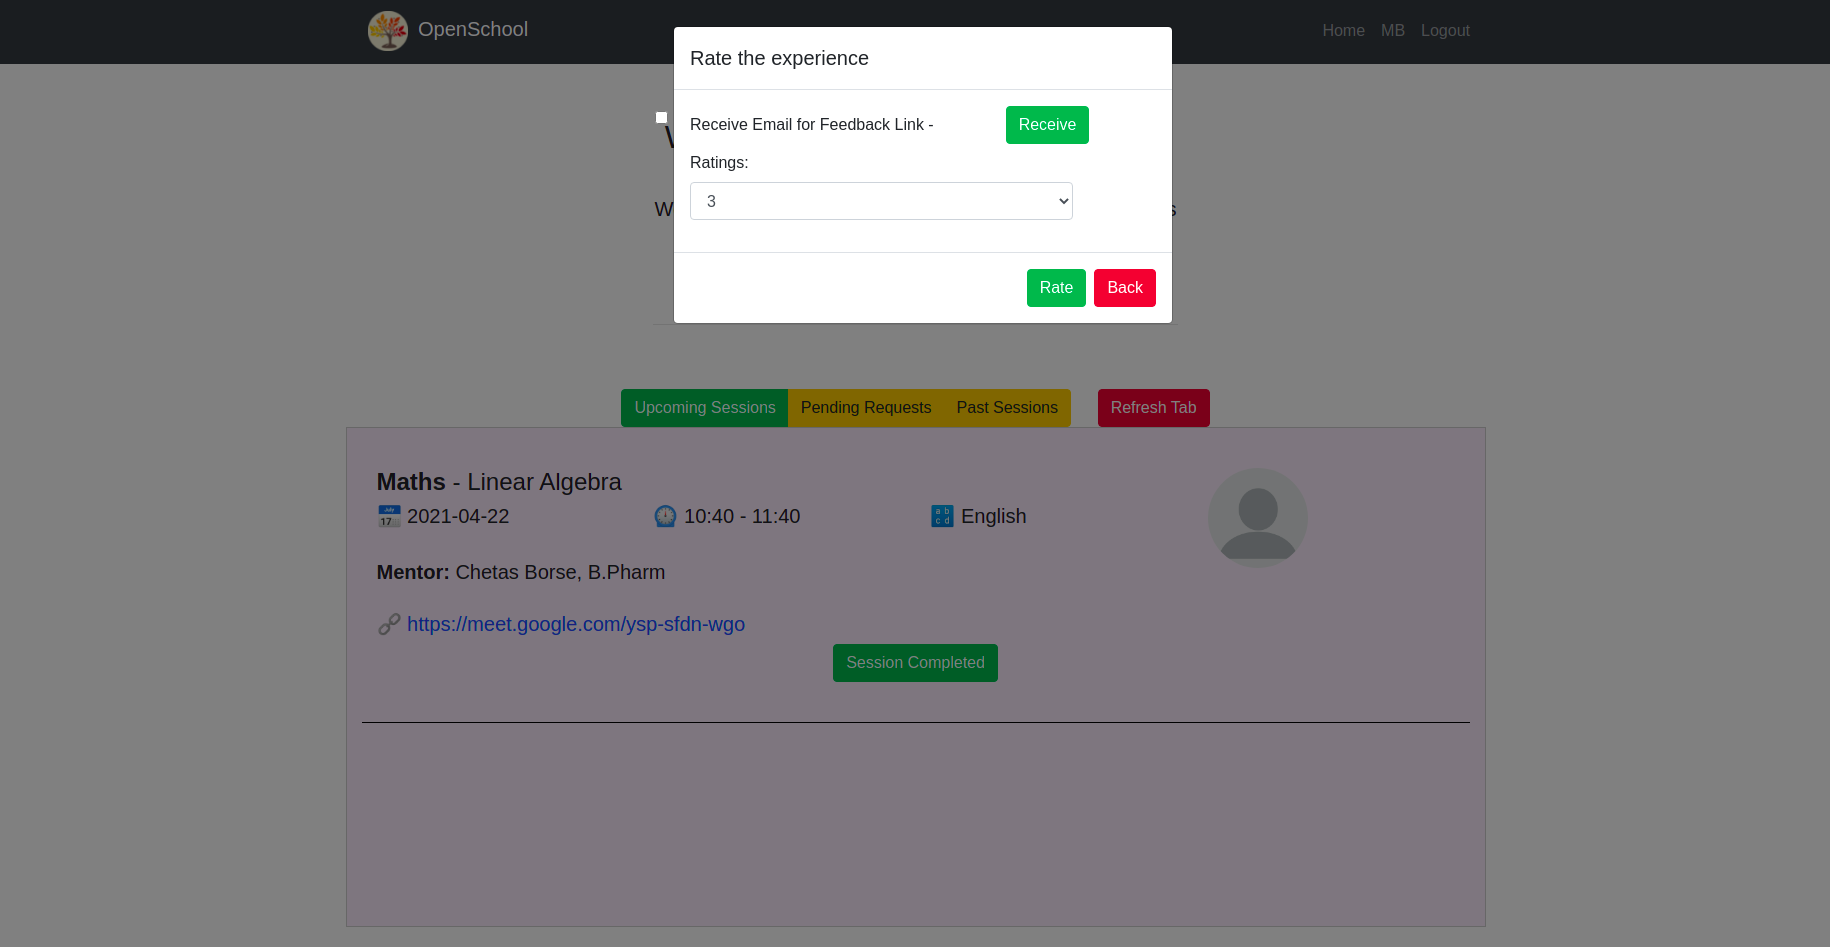 OpenSchool
Home MB Logout
Rate the experience
Receive Email for Feedback Link - Receive
Ratings:
3
Rate Back
Upcoming Sessions Pending Requests Past Sessions Refresh Tab
Maths - Linear Algebra
July 17 2021-04-22 10:40 - 11:40 a b c d English
Mentor: Chetas Borse, B.Pharm
https://meet.google.com/ysp-sfdn-wgo
Session Completed